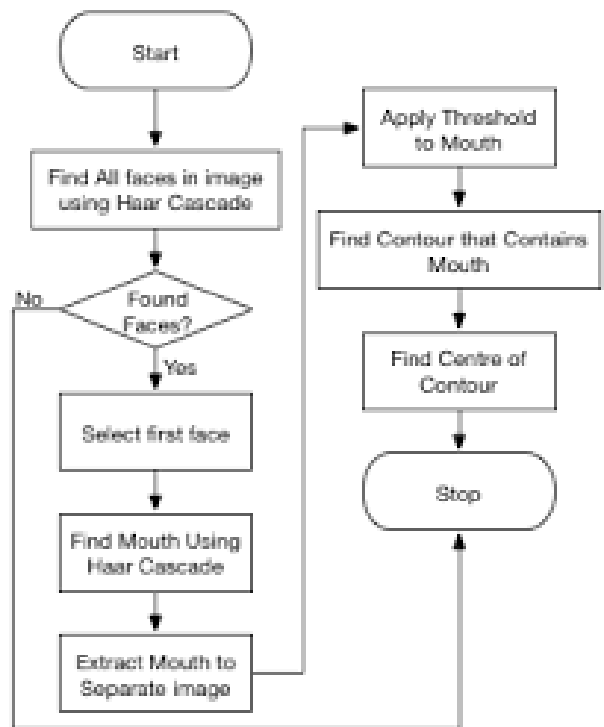 Start
Find All faces in image
using Haar Cascade
Found
Faces?
No
Yes
Select first face
Find Mouth Using
Haar Cascade
Extract Mouth to
Separate image
Apply Threshold
to Mouth
Find Contour that Contains
Mouth
Find Centre of
Contour
Stop